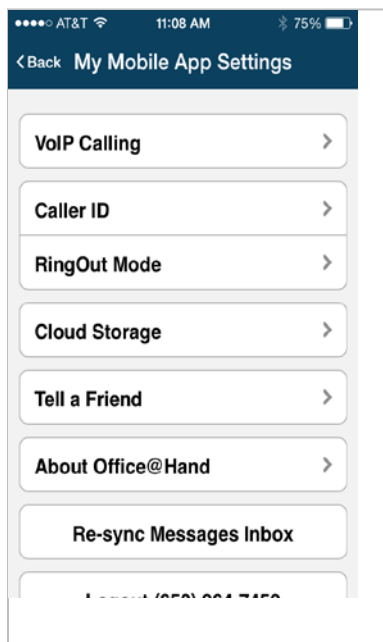 AT&T 11:08 AM 75%
Back My Mobile App Settings
VoIP Calling
Caller ID
RingOut Mode
Cloud Storage
Tell a Friend
About Office@Hand
Re-sync Messages Inbox